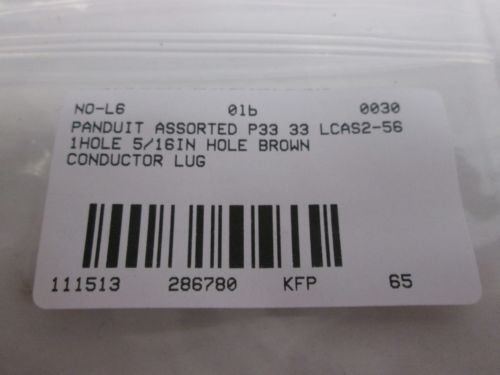 NO-L6 01b 0030
PANDUIT ASSORTED P33 33 LCAS2-56
1HOLE 5/16IN HOLE BROWN
CONDUCTOR LUG
111513 286780 KFP 65